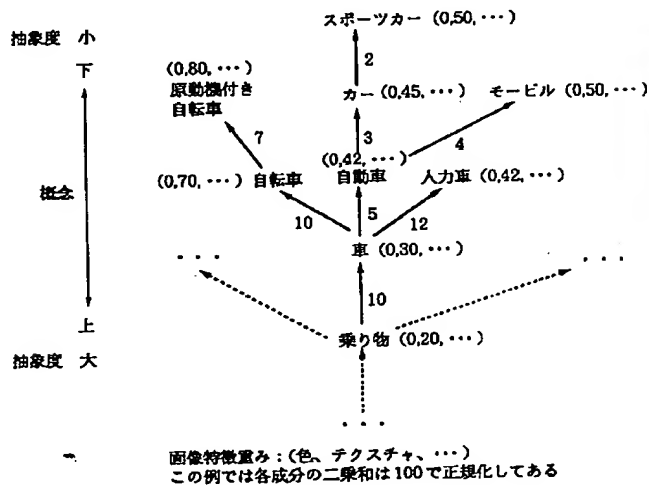 スポーツカー (0,50, ・・・)
抽象度 小
下
2
(0,80, ・・・)
原動機付き
自転車
カー (0,45, ・・・)
モービル (0,50, ・・・)
7
3
4
(0,42, ・・・)
(0,70, ・・・) 自転車
自動車
人力車 (0,42, ・・・)
概念
10
5
12
車 (0,30, ・・・)
・・・
・・・
10
上
乗り物 (0,20, ・・・)
抽象度 大
・・・
画像特徴重み:(色、テクスチャ、・・・)
この例では各成分の二乗和は100で正規化してある